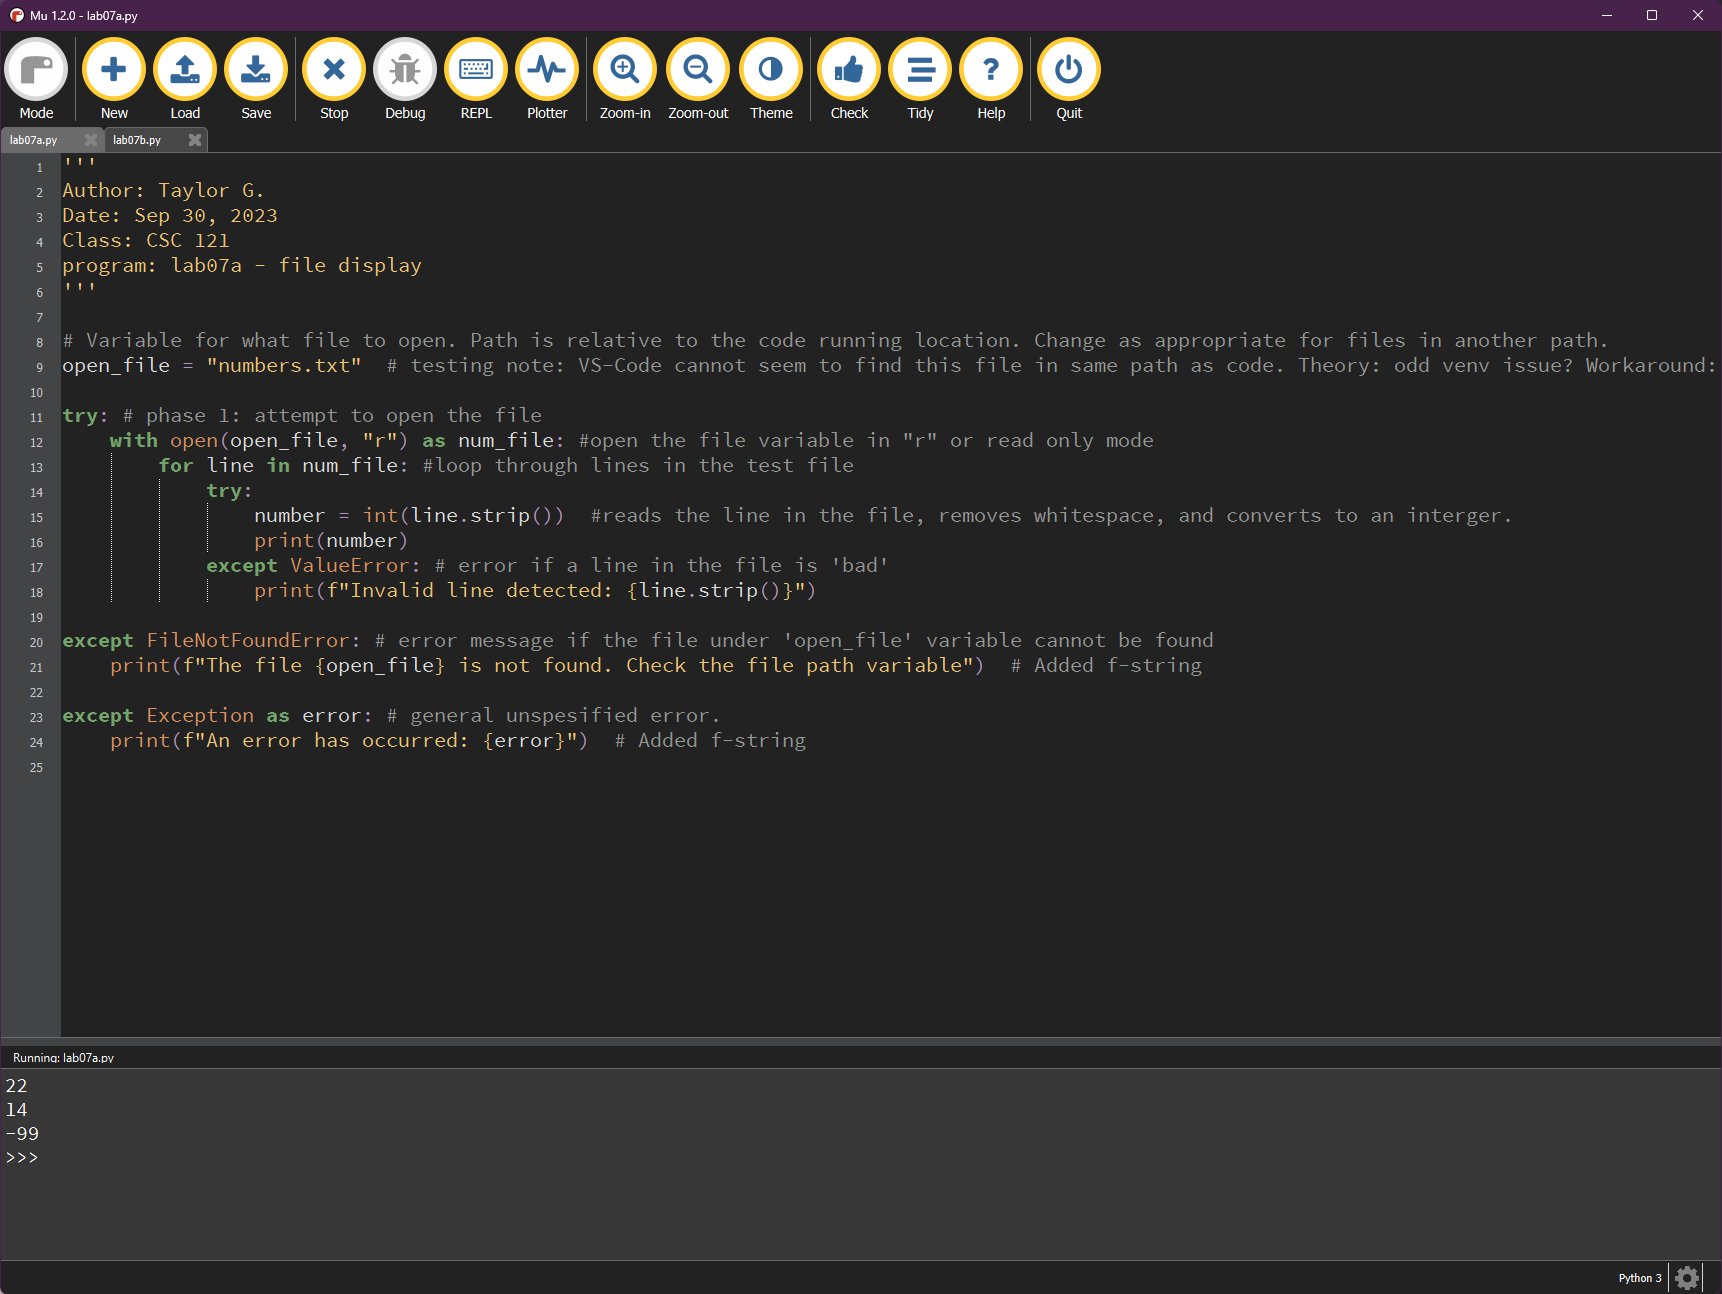 Mu 1.2.0 - lab07a.py
Mode New Load Save Stop Debug REPL Plotter Zoom-in Zoom-out Theme Check Tidy Help Quit
lab07a.py lab07b.py
1 '''
2 Author: Taylor G.
3 Date: Sep 30, 2023
4 Class: CSC 121
5 program: lab07a - file display
6 '''
7
8 # Variable for what file to open. Path is relative to the code running location. Change as appropriate for files in another path.
9 open_file = "numbers.txt"  # testing note: VS-Code cannot seem to find this file in same path as code. Theory: odd venv issue? Workaround:
10
11 try: # phase 1: attempt to open the file
12     with open(open_file, "r") as num_file: #open the file variable in "r" or read only mode
13         for line in num_file: #loop through lines in the test file
14             try:
15                 number = int(line.strip())  #reads the line in the file, removes whitespace, and converts to an interger.
16                 print(number)
17             except ValueError: # error if a line in the file is 'bad'
18                 print(f"Invalid line detected: {line.strip()}")
19
20 except FileNotFoundError: # error message if the file under 'open_file' variable cannot be found
21     print(f"The file {open_file} is not found. Check the file path variable")  # Added f-string
22
23 except Exception as error: # general unspesified error.
24     print(f"An error has occurred: {error}")  # Added f-string
25
Running: lab07a.py
22
14
-99
>>>
Python 3